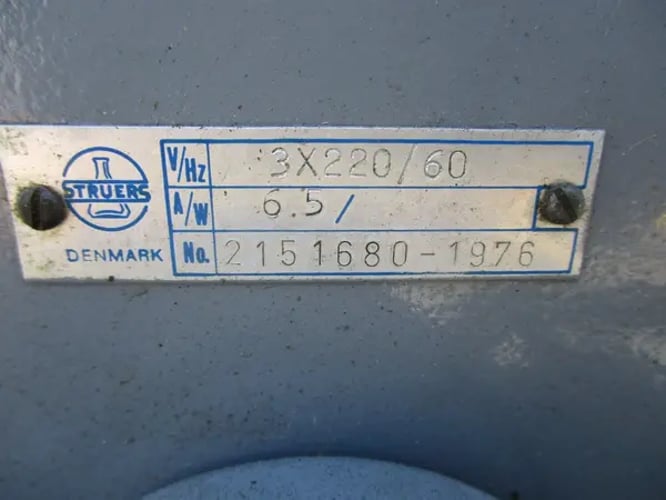 STRUERS
DENMARK
V/Hz 3X220/60
A/W 6.5/
No. 2151680-1976